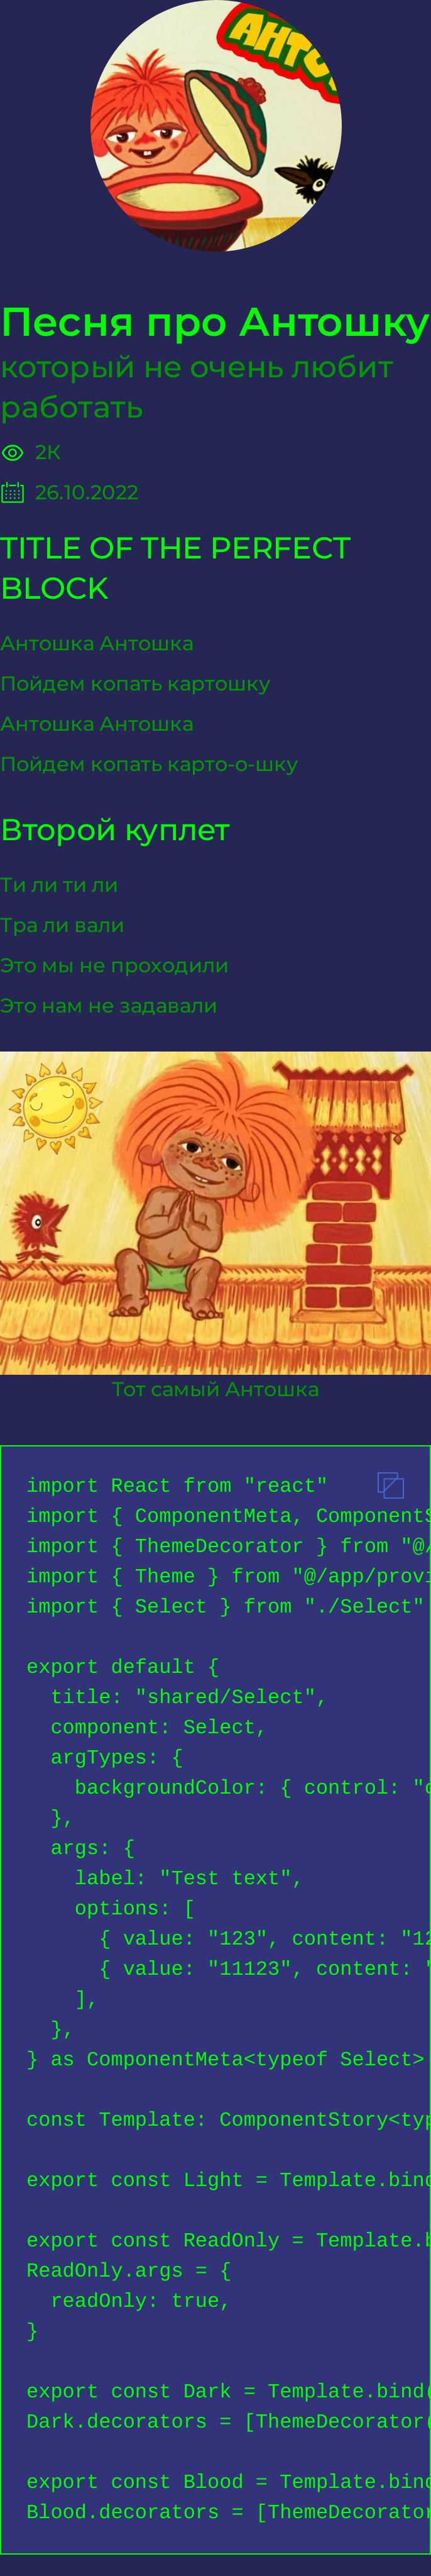 АНТО
Песня про Антошку
который не очень любит
работать
2К
26.10.2022
TITLE OF THE PERFECT
BLOCK
Антошка Антошка
Пойдем копать картошку
Антошка Антошка
Пойдем копать карто-о-шку
Второй куплет
Ти ли ти ли
Тра ли вали
Это мы не проходили
Это нам не задавали
Тот самый Антошка
import React from "react"
import { ComponentMeta, ComponentS
import { ThemeDecorator } from "@/
import { Theme } from "@/app/provi
import { Select } from "./Select"
export default {
  title: "shared/Select",
  component: Select,
  argTypes: {
    backgroundColor: { control: "c
  },
  args: {
    label: "Test text",
    options: [
      { value: "123", content: "12
      { value: "11123", content: "
    ],
  },
} as ComponentMeta<typeof Select>
const Template: ComponentStory<typ
export const Light = Template.bind
export const ReadOnly = Template.b
ReadOnly.args = {
  readOnly: true,
}
export const Dark = Template.bind(
Dark.decorators = [ThemeDecorator(
export const Blood = Template.bind
Blood.decorators = [ThemeDecorator